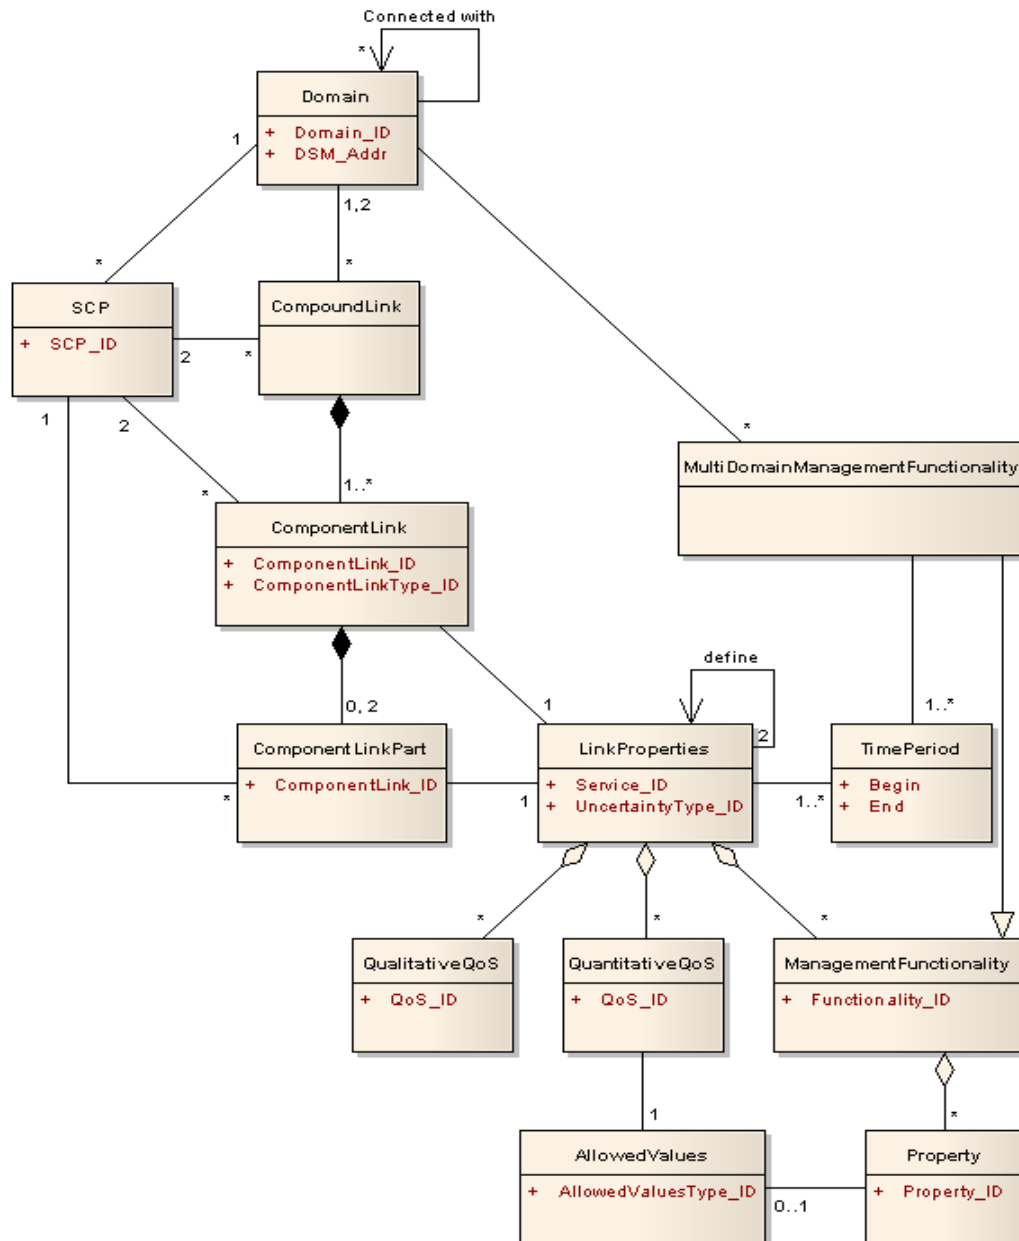 Connected with
*
Domain
+ Domain_ID
+ DSM_Addr
1
1,2
*
*
*
SCP
+ SCP_ID
CompoundLink
2
*
1
2
*
1..*
MultiDomainManagementFunctionality
ComponentLink
+ ComponentLink_ID
+ ComponentLinkType_ID
define
0, 2
1
2
1..*
ComponentLinkPart
+ ComponentLink_ID
*
1
LinkProperties
+ Service_ID
+ UncertaintyType_ID
1..*
TimePeriod
+ Begin
+ End
*
*
*
QualitativeQoS
+ QoS_ID
QuantitativeQoS
+ QoS_ID
ManagementFunctionality
+ Functionality_ID
1
*
AllowedValues
+ AllowedValuesType_ID
0..1
Property
+ Property_ID